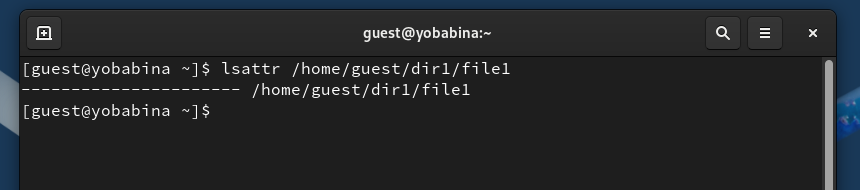 guest@yobabina:~
[guest@yobabina ~]$ lsattr /home/guest/dir1/file1
---------------------- /home/guest/dir1/file1
[guest@yobabina ~]$